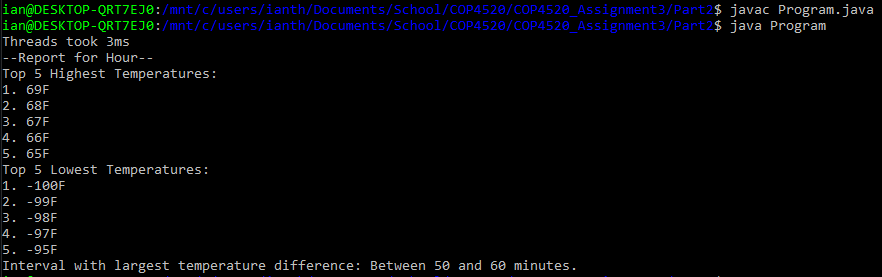 ian@DESKTOP-QRT7EJ0:/mnt/c/users/ianth/Documents/School/COP4520/COP4520_Assignment3/Part2$ javac Program.java
ian@DESKTOP-QRT7EJ0:/mnt/c/users/ianth/Documents/School/COP4520/COP4520_Assignment3/Part2$ java Program
Threads took 3ms
--Report for Hour--
Top 5 Highest Temperatures:
1. 69F
2. 68F
3. 67F
4. 66F
5. 65F
Top 5 Lowest Temperatures:
1. -100F
2. -99F
3. -98F
4. -97F
5. -95F
Interval with largest temperature difference: Between 50 and 60 minutes.